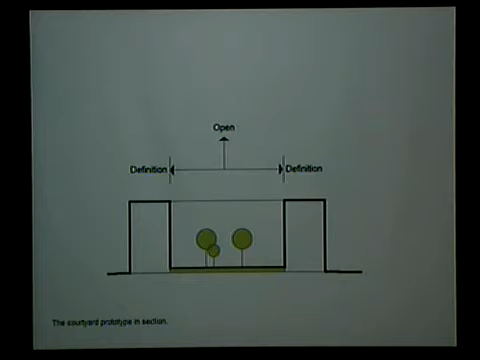 Open
Definition
Definition
The courtyard prototype in section.